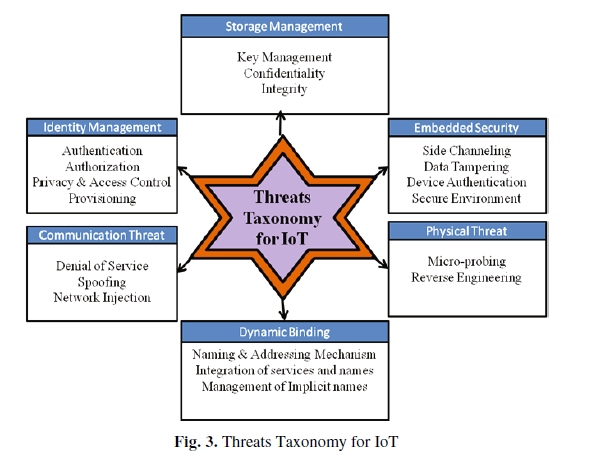 Storage Management
Key Management
Confidentiality
Integrity
Identity Management
Authentication
Authorization
Privacy & Access Control
Provisioning
Embedded Security
Side Channeling
Data Tampering
Device Authentication
Secure Environment
Threats
Taxonomy
for IoT
Communication Threat
Denial of Service
Spoofing
Network Injection
Physical Threat
Micro-probing
Reverse Engineering
Dynamic Binding
Naming & Addressing Mechanism
Integration of services and names
Management of Implicit names
Fig. 3. Threats Taxonomy for IoT